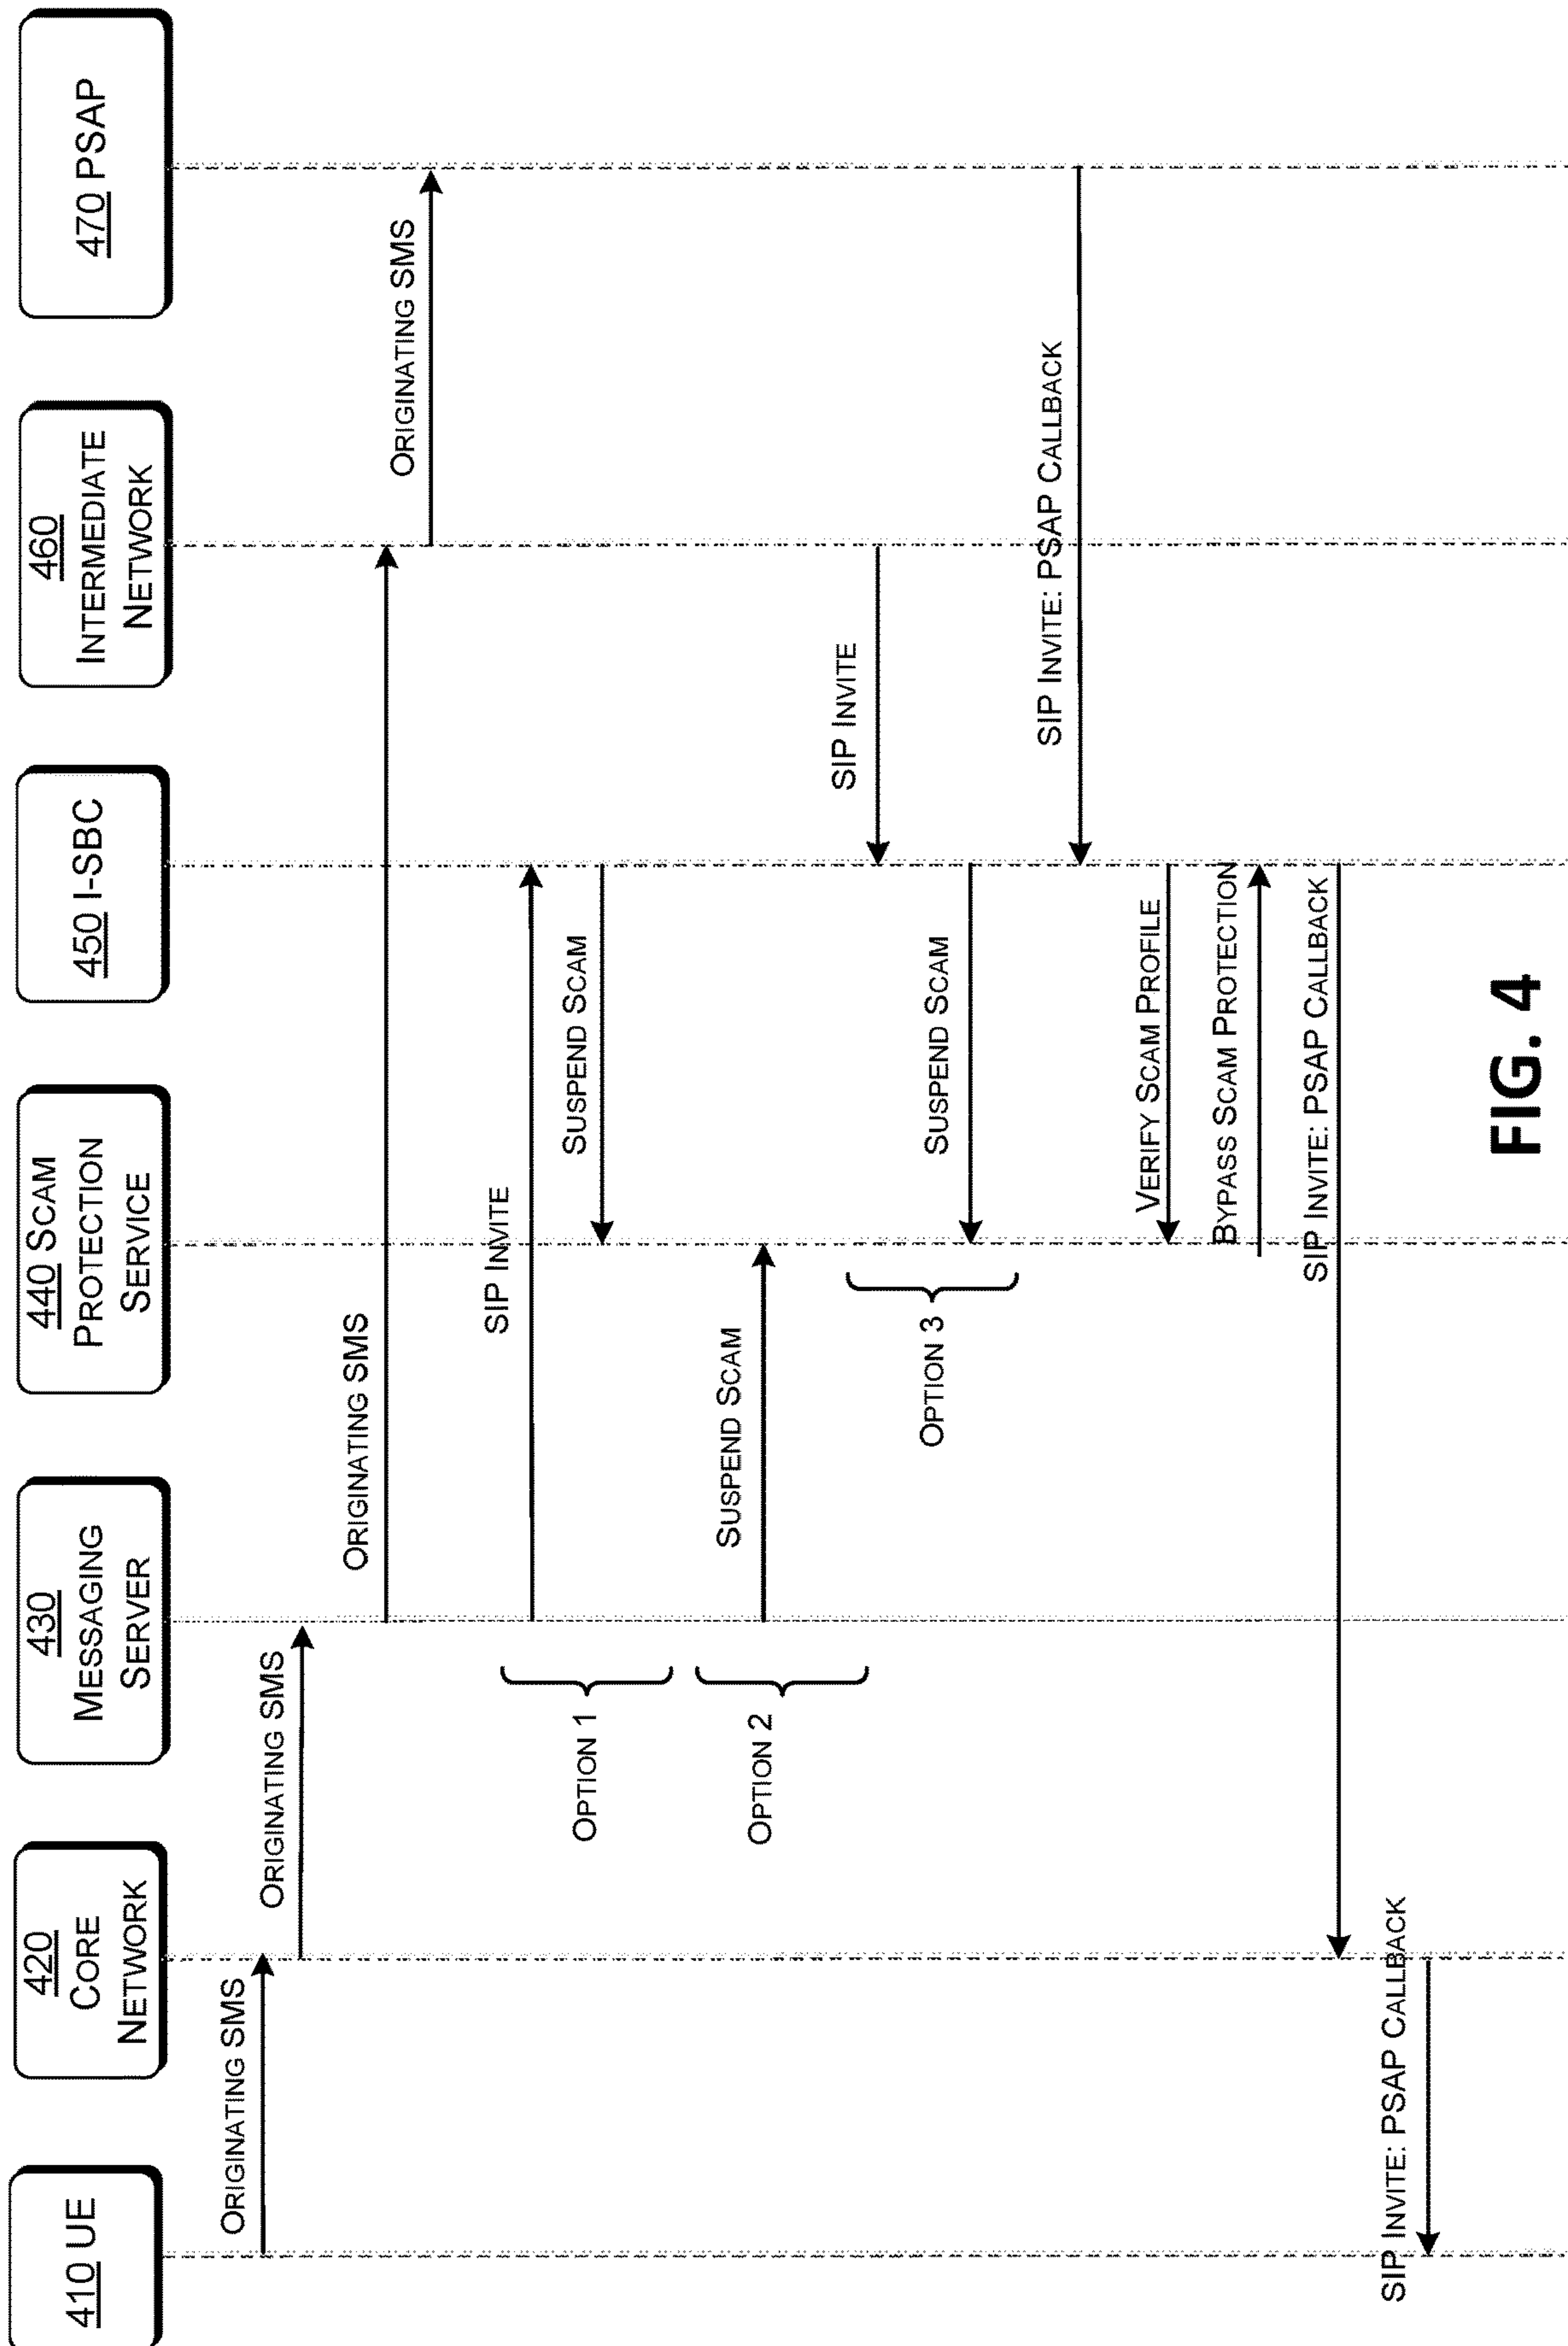 410 UE
420
CORE
NETWORK
430
MESSAGING
SERVER
440 SCAM
PROTECTION
SERVICE
450 I-SBC
460
INTERMEDIATE
NETWORK
470 PSAP
ORIGINATING SMS
ORIGINATING SMS
ORIGINATING SMS
ORIGINATING SMS
SIP INVITE
SUSPEND SCAM
OPTION 1
SUSPEND SCAM
OPTION 2
SIP INVITE
SUSPEND SCAM
OPTION 3
SIP INVITE: PSAP CALLBACK
VERIFY SCAM PROFILE
BYPASS SCAM PROTECTION
SIP INVITE: PSAP CALLBACK
SIP INVITE: PSAP CALLBACK
FIG. 4